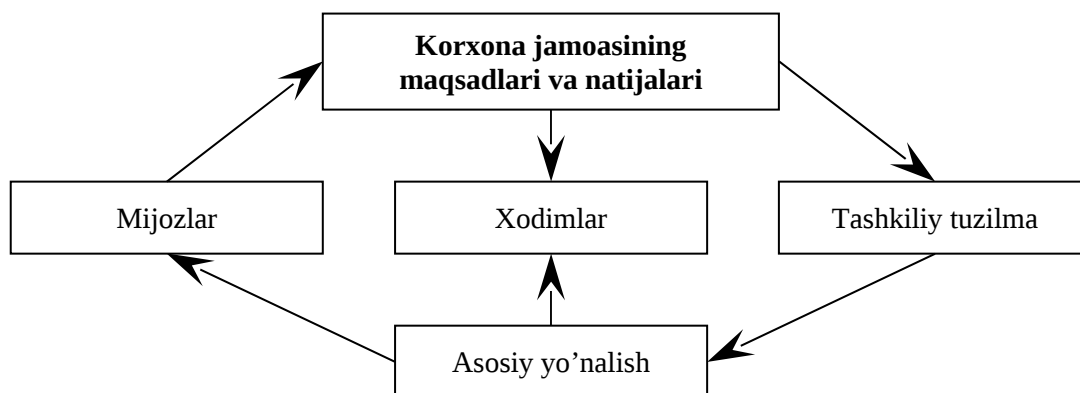 Korxona jamoasining
maqsadlari va natijalari
Mijozlar
Xodimlar
Tashkiliy tuzilma
Asosiy yo’nalish